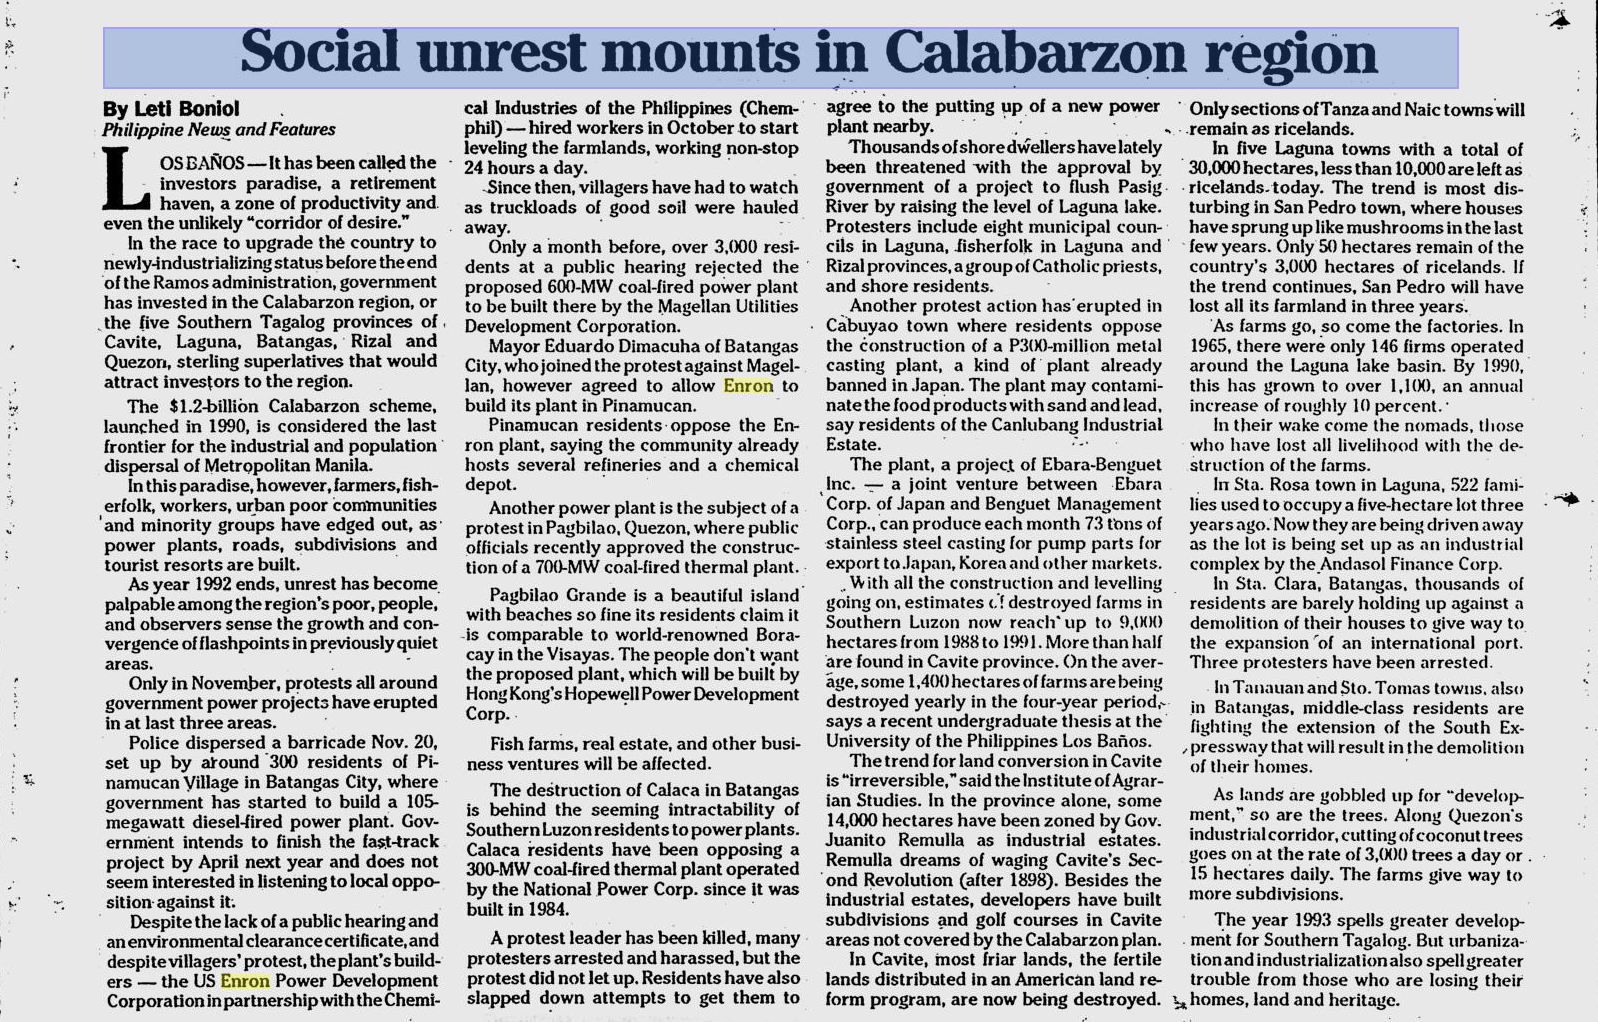 Social unrest mounts in Calabarzon region
By Leti Boniol
Philippine News and Features
LOS BAÑOS — It has been called the
investors paradise, a retirement
haven, a zone of productivity and
even the unlikely “corridor of desire.”
In the race to upgrade the country to
newly-industrializing status before the end
of the Ramos administration, government
has invested in the Calabarzon region, or
the five Southern Tagalog provinces of
Cavite, Laguna, Batangas, Rizal and
Quezon, sterling superlatives that would
attract investors to the region.
The $1.2-billion Calabarzon scheme,
launched in 1990, is considered the last
frontier for the industrial and population
dispersal of Metropolitan Manila.
In this paradise, however, farmers, fish-
erfolk, workers, urban poor communities
and minority groups have edged out, as
power plants, roads, subdivisions and
tourist resorts are built.
As year 1992 ends, unrest has become
palpable among the region's poor, people,
and observers sense the growth and con-
vergence of flashpoints in previously quiet
areas.
Only in November, protests all around
government power projects have erupted
in at last three areas.
Police dispersed a barricade Nov. 20,
set up by around 300 residents of Pi-
namucan Village in Batangas City, where
government has started to build a 105-
megawatt diesel-fired power plant. Gov-
ernment intends to finish the fast-track
project by April next year and does not
seem interested in listening to local oppo-
sition against it.
Despite the lack of a public hearing and
an environmental clearance certificate, and
despite villagers' protest, the plant's build-
ers — the US Enron Power Development
Corporation in partnership with the Chemi-
cal Industries of the Philippines (Chem-
phil) — hired workers in October to start
leveling the farmlands, working non-stop
24 hours a day.
Since then, villagers have had to watch
as truckloads of good soil were hauled
away.
Only a month before, over 3,000 resi-
dents at a public hearing rejected the
proposed 600-MW coal-fired power plant
to be built there by the Magellan Utilities
Development Corporation.
Mayor Eduardo Dimacuha of Batangas
City, who joined the protest against Magel-
lan, however agreed to allow Enron to
build its plant in Pinamucan.
Pinamucan residents oppose the En-
ron plant, saying the community already
hosts several refineries and a chemical
depot.
Another power plant is the subject of a
protest in Pagbilao, Quezon, where public
officials recently approved the construc-
tion of a 700-MW coal-fired thermal plant.
Pagbilao Grande is a beautiful island
with beaches so fine its residents claim it
is comparable to world-renowned Bora-
cay in the Visayas. The people don't want
the proposed plant, which will be built by
Hong Kong's Hopewell Power Development
Corp.
Fish farms, real estate, and other busi-
ness ventures will be affected.
The destruction of Calaca in Batangas
is behind the seeming intractability of
Southern Luzon residents to power plants.
Calaca residents have been opposing a
300-MW coal-fired thermal plant operated
by the National Power Corp. since it was
built in 1984.
A protest leader has been killed, many
protesters arrested and harassed, but the
protest did not let up. Residents have also
slapped down attempts to get them to
agree to the putting up of a new power
plant nearby.
Thousands of shore dwellers have lately
been threatened with the approval by
government of a project to flush Pasig
River by raising the level of Laguna lake.
Protesters include eight municipal coun-
cils in Laguna, fisherfolk in Laguna and
Rizal provinces, a group of Catholic priests,
and shore residents.
Another protest action has erupted in
Cabuyao town where residents oppose
the construction of a P300-million metal
casting plant, a kind of plant already
banned in Japan. The plant may contami-
nate the food products with sand and lead,
say residents of the Canlubang Industrial
Estate.
The plant, a project of Ebara-Benguet
Inc. — a joint venture between Ebara
Corp. of Japan and Benguet Management
Corp., can produce each month 73 tons of
stainless steel casting for pump parts for
export to Japan, Korea and other markets.
With all the construction and levelling
going on, estimates of destroyed farms in
Southern Luzon now reach up to 9,000
hectares from 1988 to 1991. More than half
are found in Cavite province. On the aver-
age, some 1,400 hectares of farms are being
destroyed yearly in the four-year period,
says a recent undergraduate thesis at the
University of the Philippines Los Baños.
The trend for land conversion in Cavite
is “irreversible,” said the Institute of Agrar-
ian Studies. In the province alone, some
14,000 hectares have been zoned by Gov.
Juanito Remulla as industrial estates.
Remulla dreams of waging Cavite's Sec-
ond Revolution (after 1898). Besides the
industrial estates, developers have built
subdivisions and golf courses in Cavite
areas not covered by the Calabarzon plan.
In Cavite, most friar lands, the fertile
lands distributed in an American land re-
form program, are now being destroyed.
Only sections of Tanza and Naic towns will
remain as ricelands.
In five Laguna towns with a total of
30,000 hectares, less than 10,000 are left as
ricelands today. The trend is most dis-
turbing in San Pedro town, where houses
have sprung up like mushrooms in the last
few years. Only 50 hectares remain of the
country's 3,000 hectares of ricelands. If
the trend continues, San Pedro will have
lost all its farmland in three years.
As farms go, so come the factories. In
1965, there were only 146 firms operated
around the Laguna lake basin. By 1990,
this has grown to over 1,100, an annual
increase of roughly 10 percent.
In their wake come the nomads, those
who have lost all livelihood with the de-
struction of the farms.
In Sta. Rosa town in Laguna, 522 fami-
lies used to occupy a five-hectare lot three
years ago. Now they are being driven away
as the lot is being set up as an industrial
complex by the Andasol Finance Corp.
In Sta. Clara, Batangas, thousands of
residents are barely holding up against a
demolition of their houses to give way to
the expansion of an international port.
Three protesters have been arrested.
In Tanauan and Sto. Tomas towns, also
in Batangas, middle-class residents are
fighting the extension of the South Ex-
pressway that will result in the demolition
of their homes.
As lands are gobbled up for “develop-
ment,” so are the trees. Along Quezon's
industrial corridor, cutting of coconut trees
goes on at the rate of 3,000 trees a day or
15 hectares daily. The farms give way to
more subdivisions.
The year 1993 spells greater develop-
ment for Southern Tagalog. But urbaniza-
tion and industrialization also spell greater
trouble from those who are losing their
homes, land and heritage.